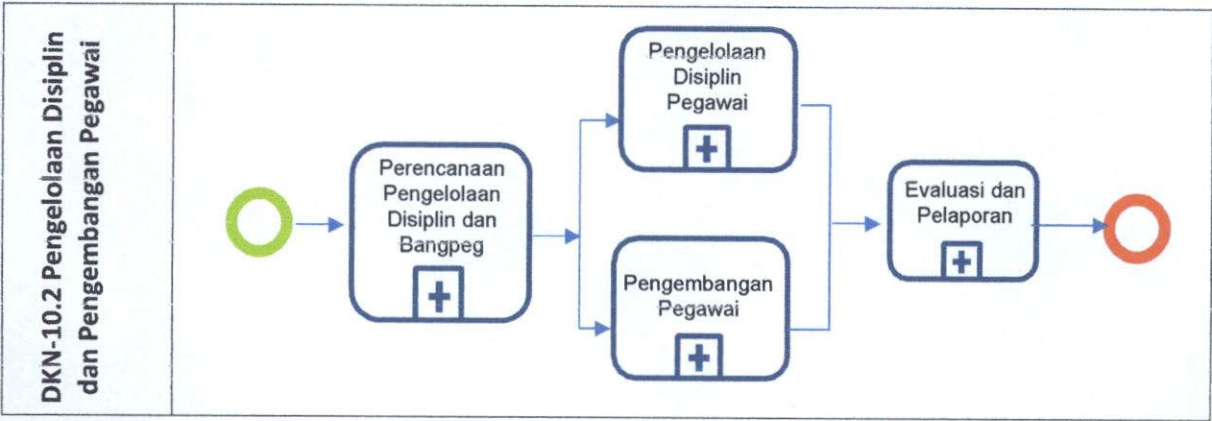 DKN-10.2 Pengelolaan Disiplin
dan Pengembangan Pegawai
Perencanaan
Pengelolaan
Disiplin dan
Bangpeg
Pengelolaan
Disiplin
Pegawai
Pengembangan
Pegawai
Evaluasi dan
Pelaporan